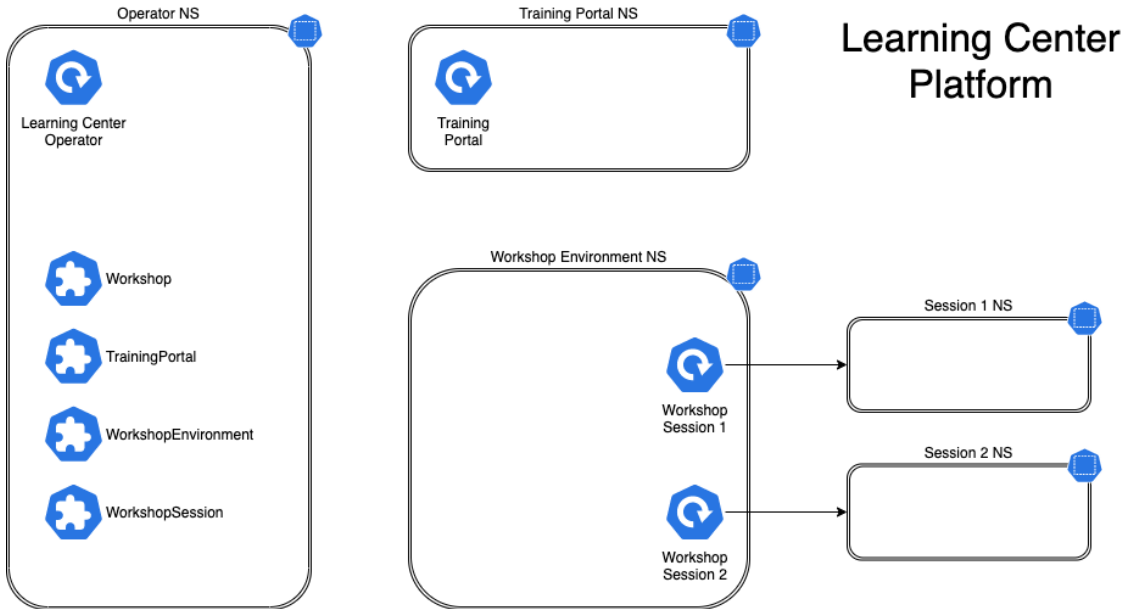 Operator NS
Training Portal NS
Learning Center
Platform
Learning Center
Operator
Training
Portal
Workshop
TrainingPortal
WorkshopEnvironment
WorkshopSession
Workshop Environment NS
Workshop
Session 1
Workshop
Session 2
Session 1 NS
Session 2 NS